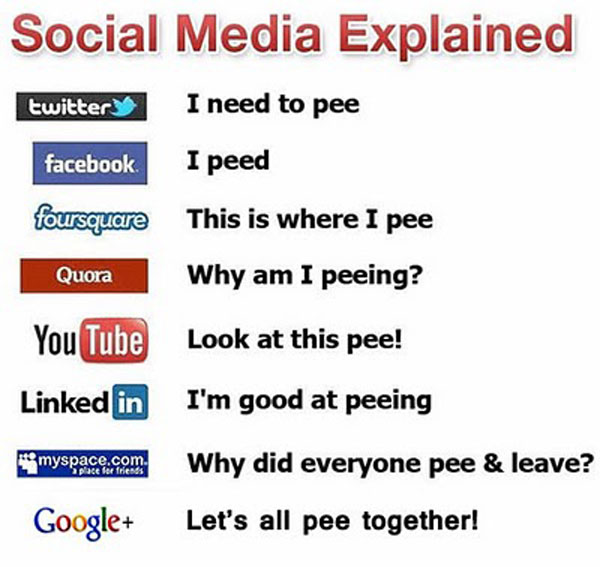 Social Media Explained
twitter I need to pee
facebook. I peed
foursquare This is where I pee
Quora Why am I peeing?
YouTube Look at this pee!
Linked in I'm good at peeing
myspace.com. Why did everyone pee & leave?
a place for friends
Google+ Let's all pee together!